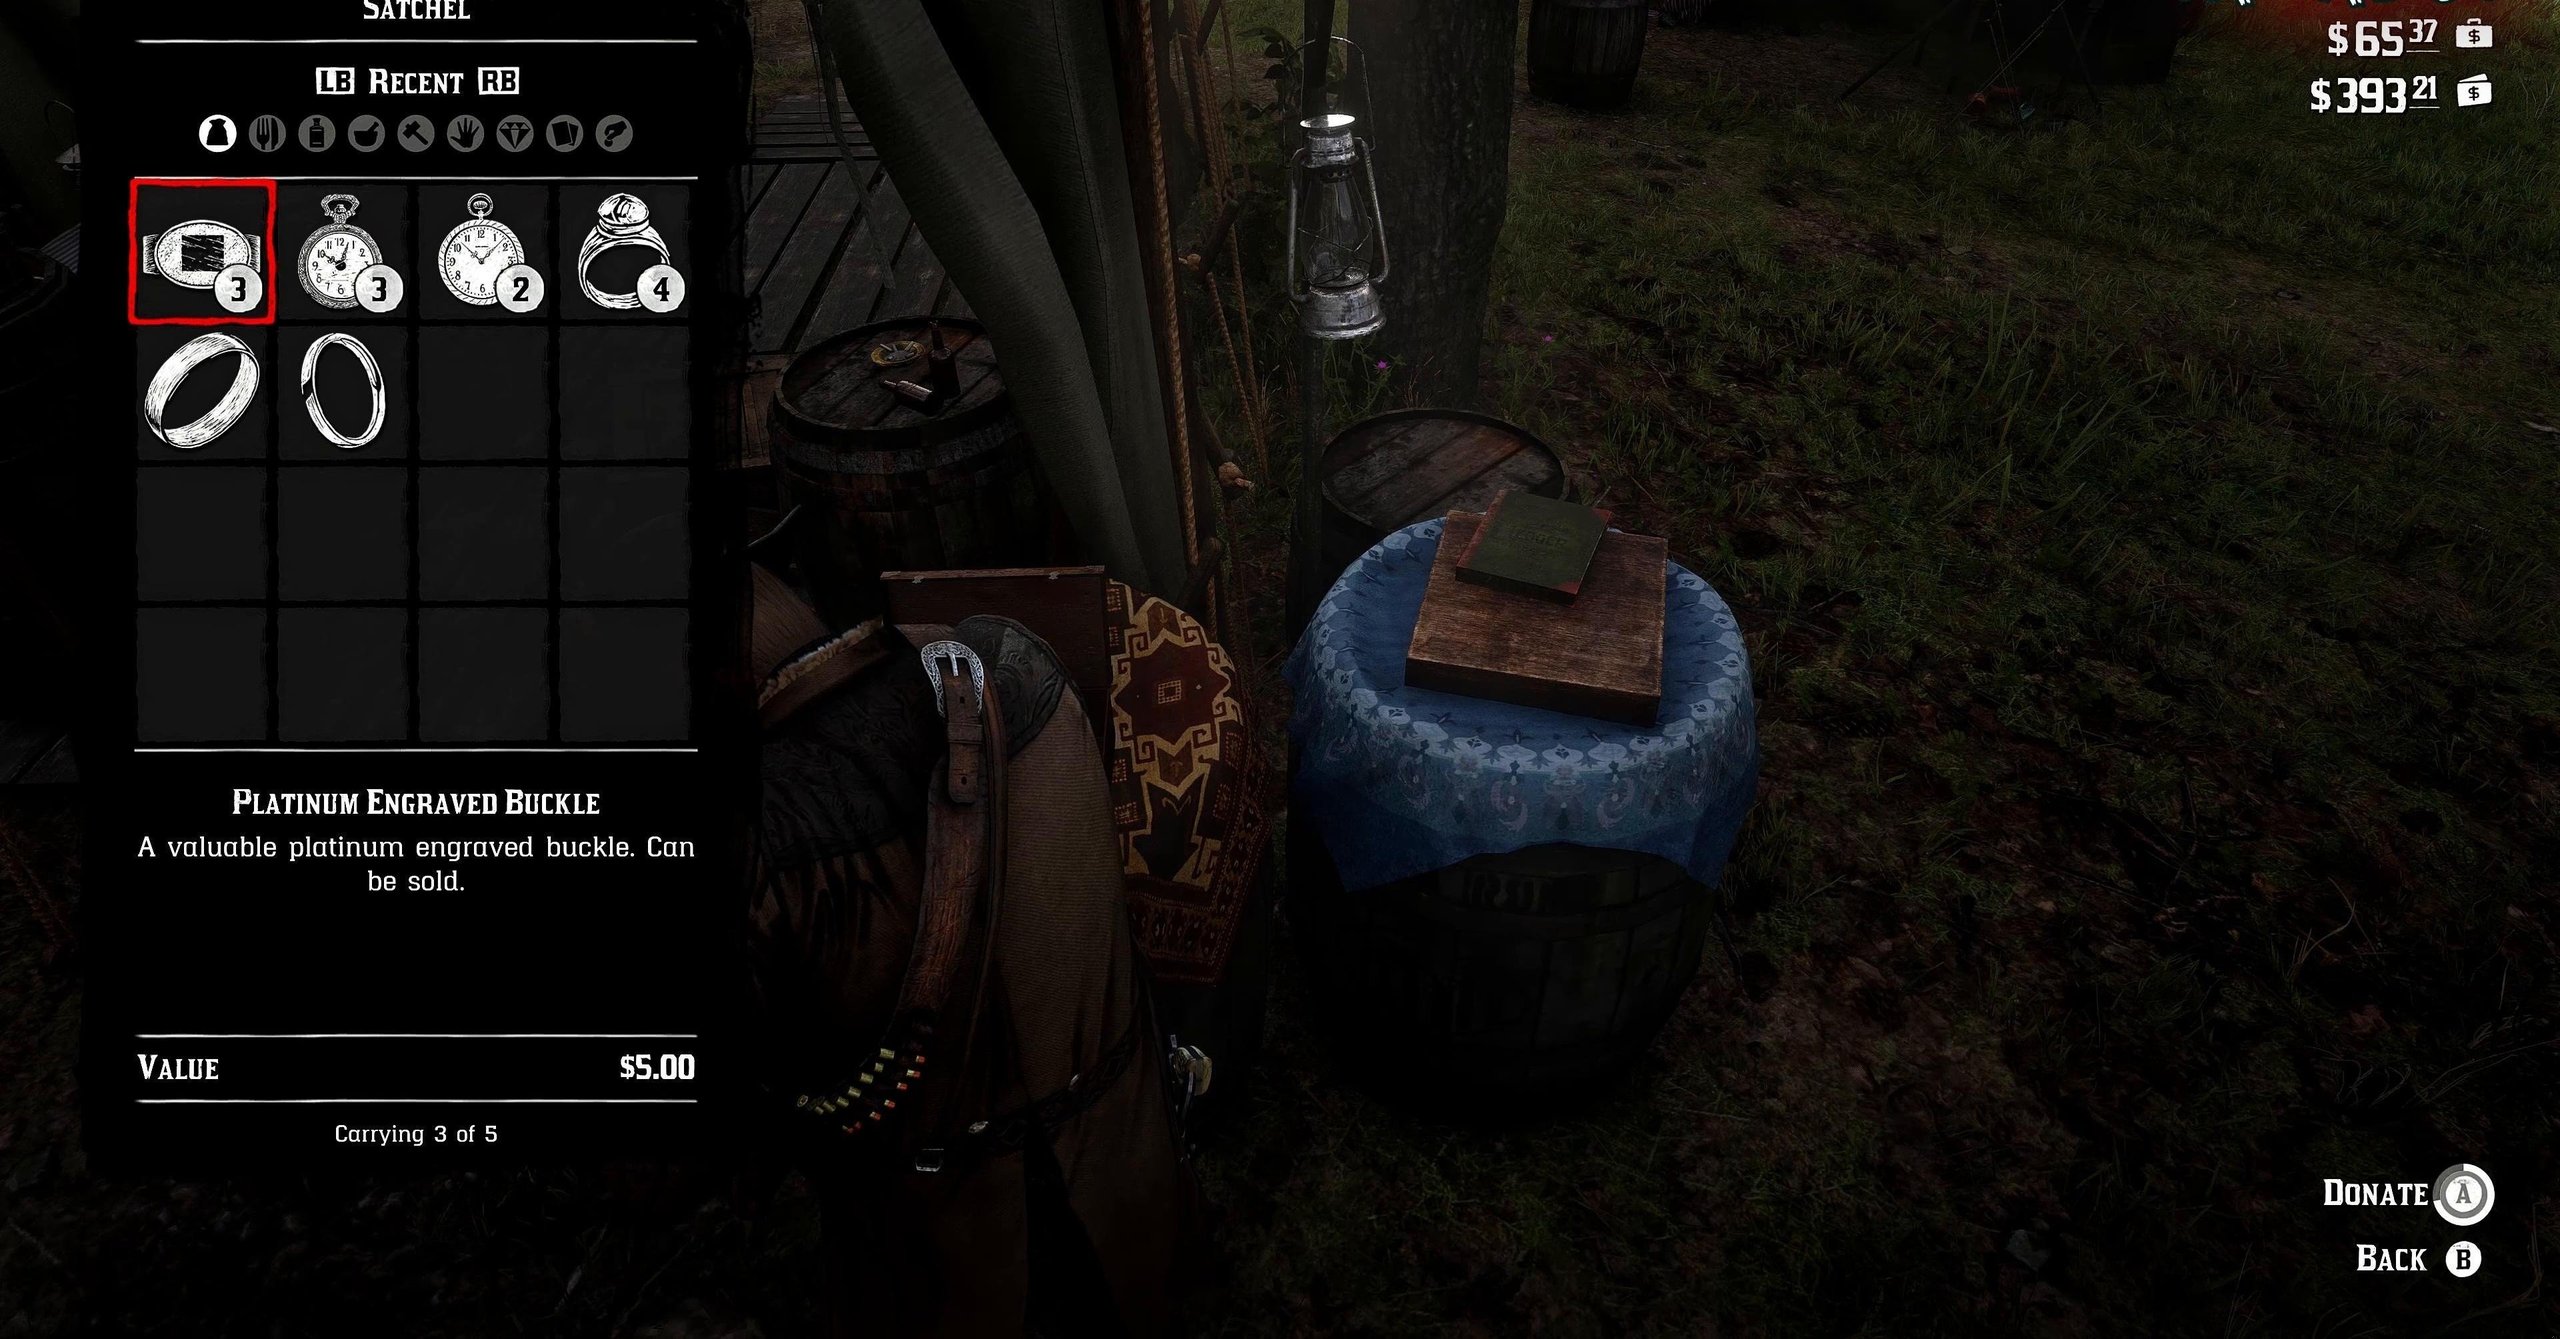 SATCHEL
LB RECENT RB
3
3
2
4
PLATINUM ENGRAVED BUCKLE
A valuable platinum engraved buckle. Can
be sold.
VALUE $5.00
Carrying 3 of 5
$65.37
$393.21
DONATE A
BACK B